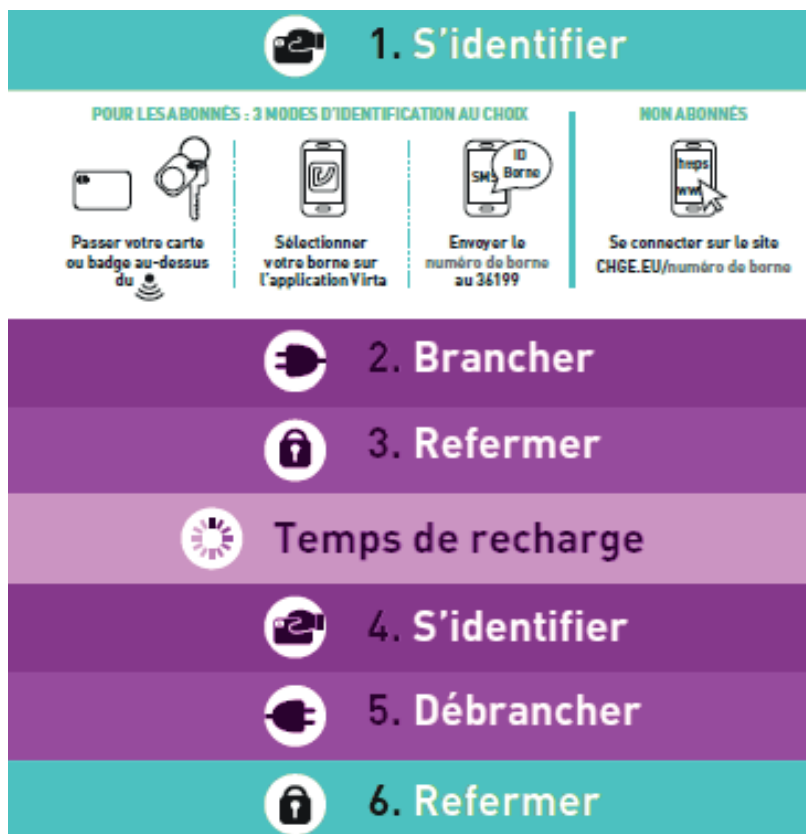 1. S'identifier
POUR LES ABONNÉS : 3 MODES D'IDENTIFICATION AU CHOIX
NON ABONNÉS
SMS
ID
Borne
https
www
Passer votre carte
ou badge au-dessus
du
Sélectionner
votre borne sur
l'application Virta
Envoyer le
numéro de borne
au 36199
Se connecter sur le site
CHGE.EU/numéro de borne
2. Brancher
3. Refermer
Temps de recharge
4. S'identifier
5. Débrancher
6. Refermer